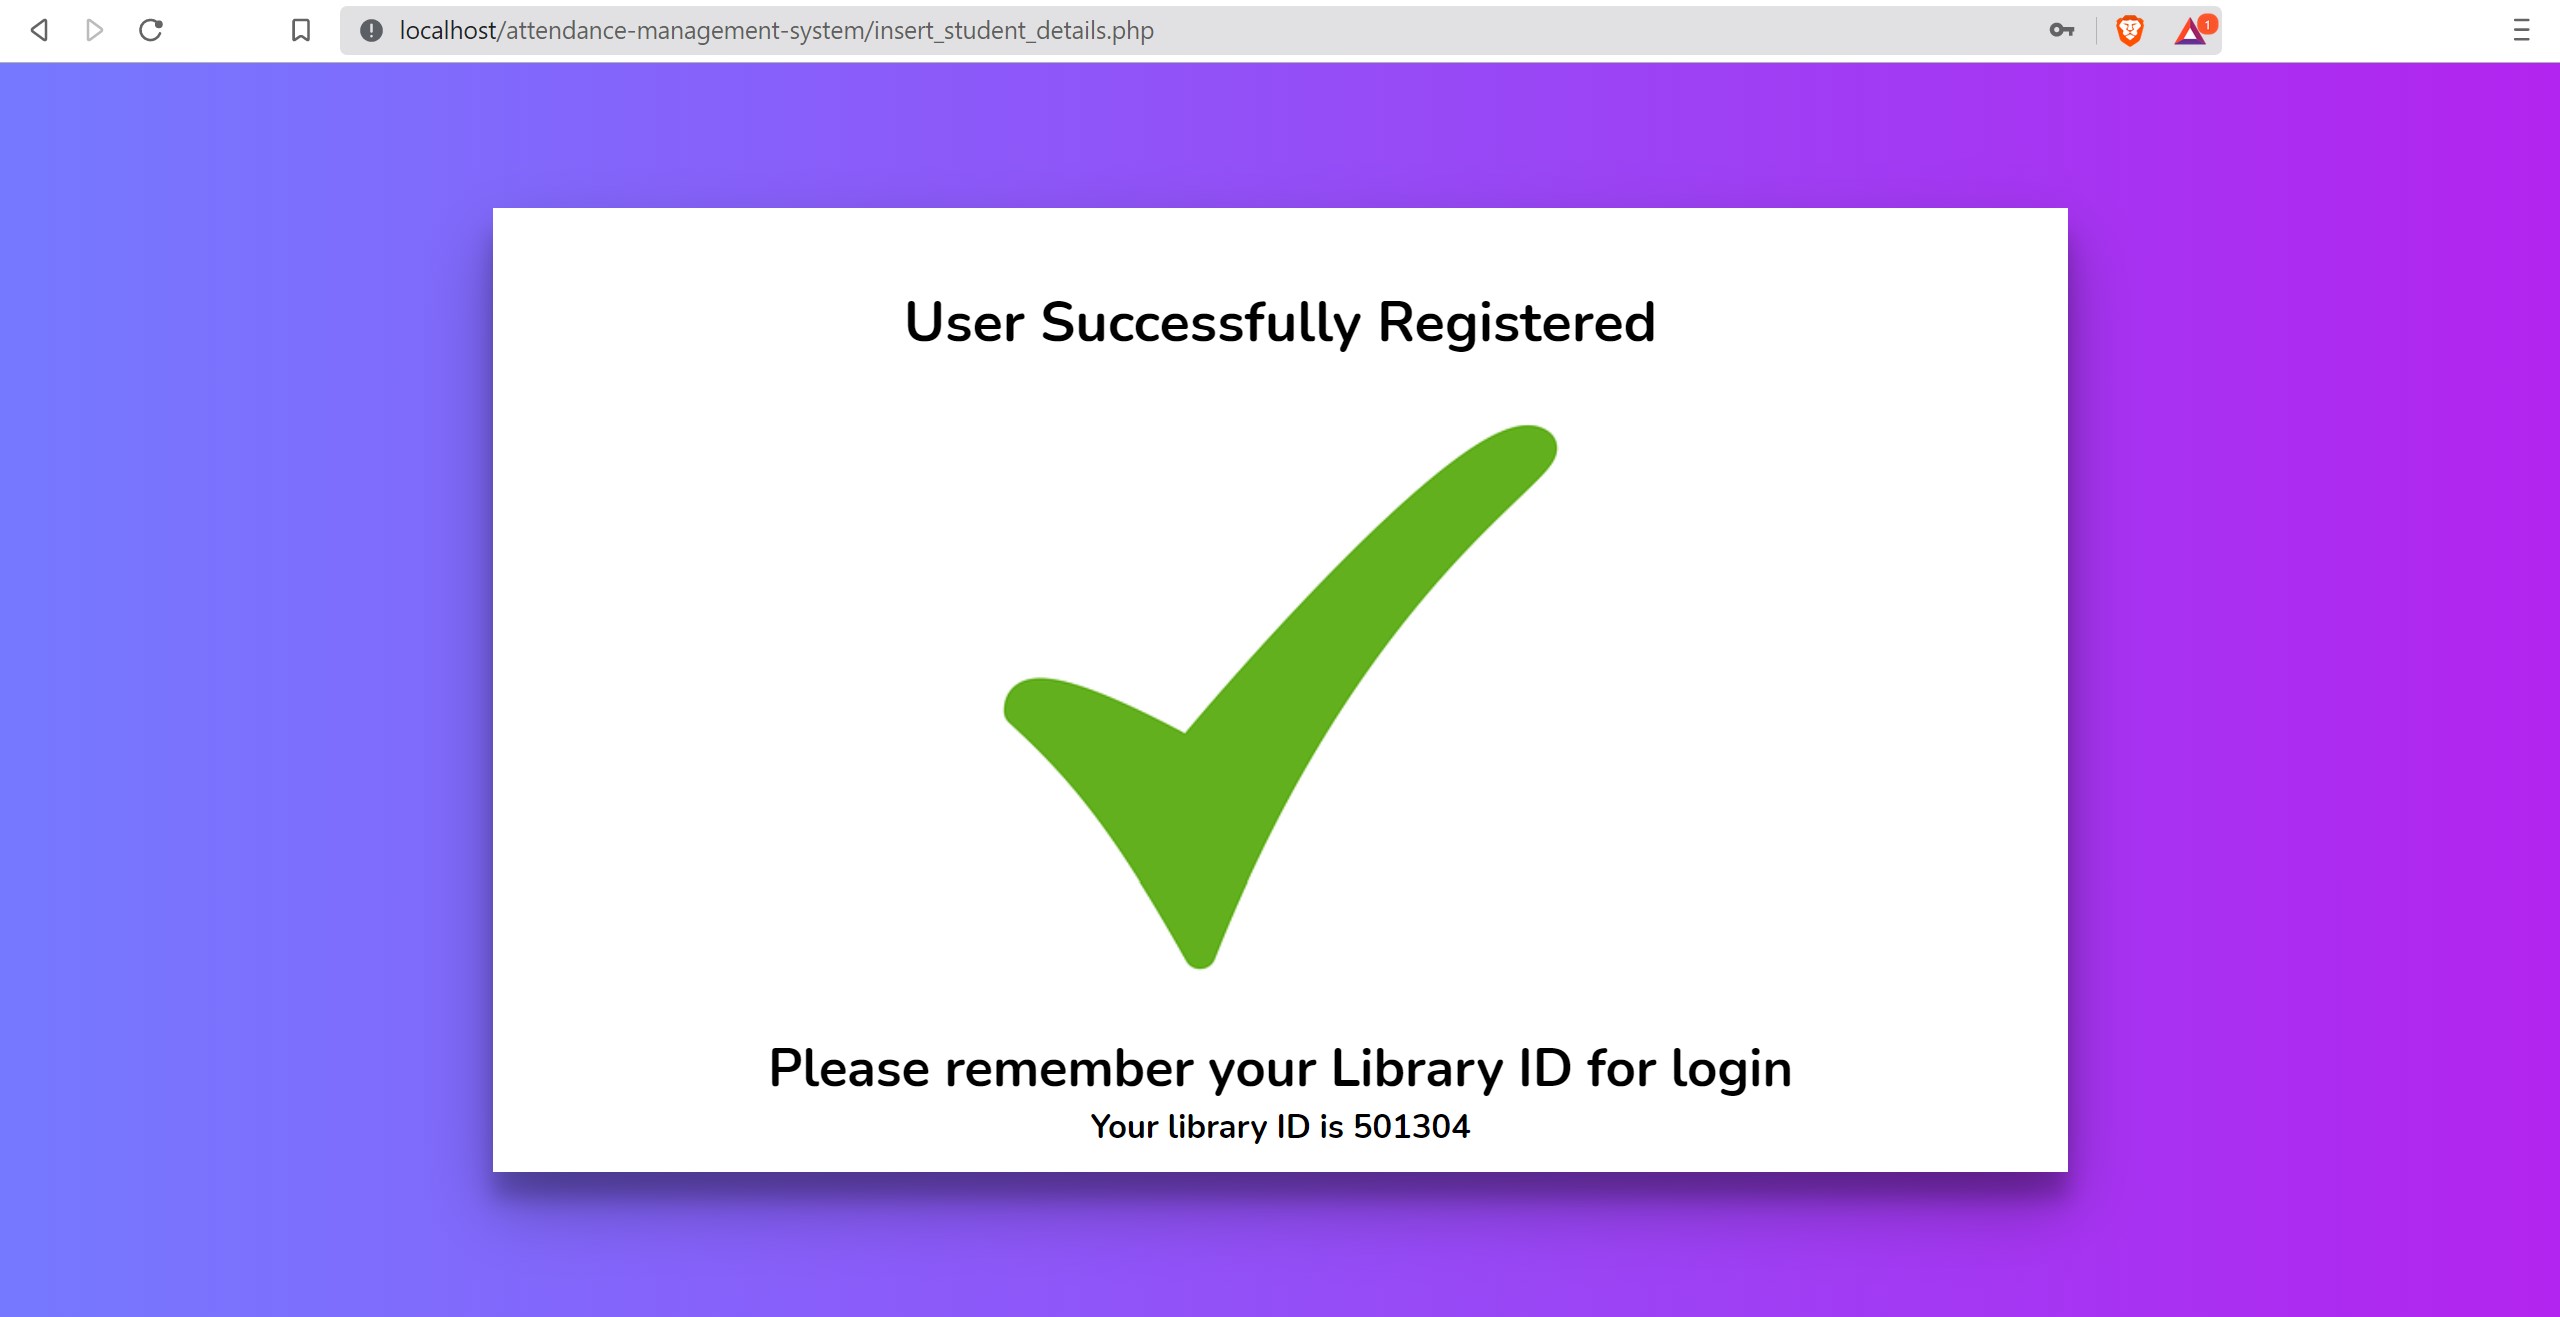 localhost/attendance-management-system/insert_student_details.php
1
User Successfully Registered
Please remember your Library ID for login
Your library ID is 501304